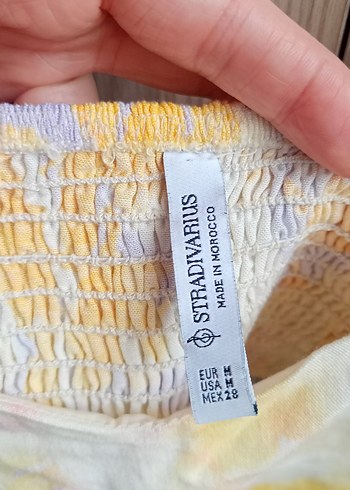 STRADIVARIUS
MADE IN MOROCCO
EUR M
USA M
MEX 28